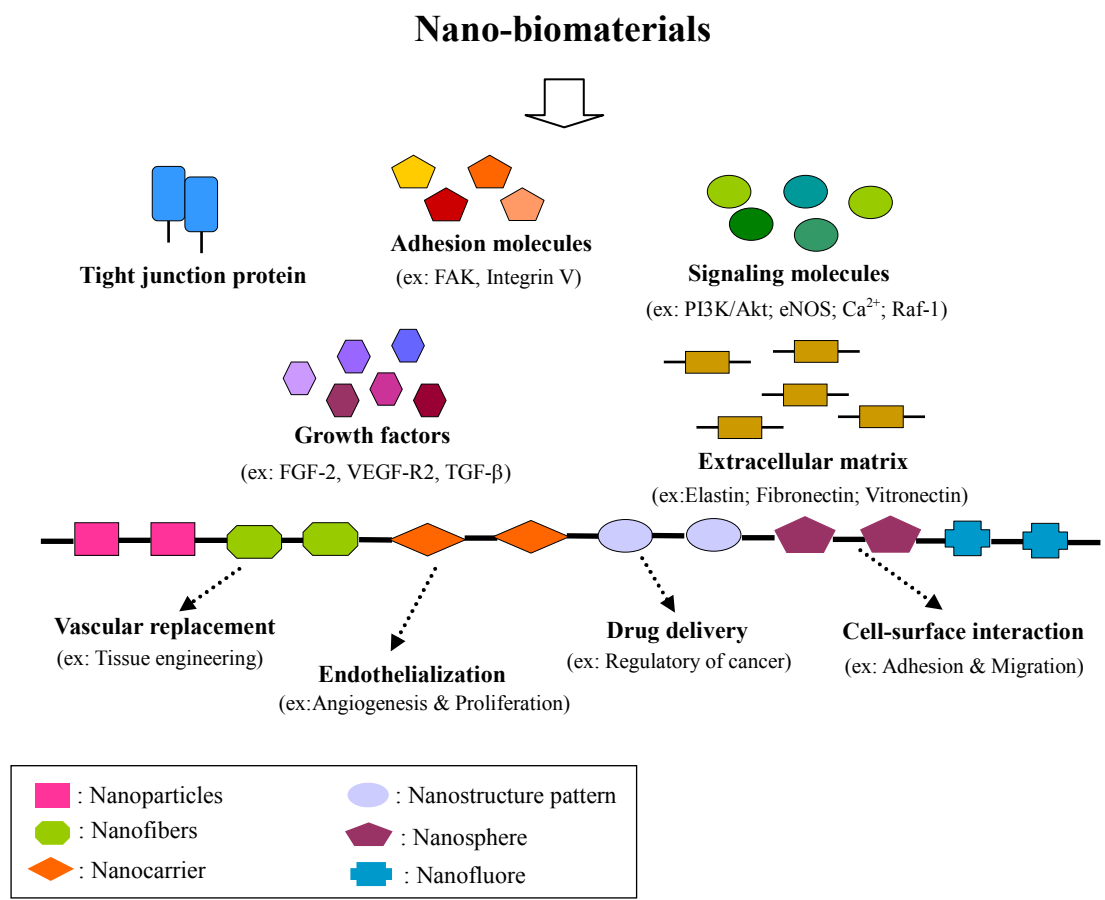 Nano-biomaterials
Tight junction protein
Adhesion molecules
(ex: FAK, Integrin V)
Signaling molecules
(ex: PI3K/Akt; eNOS; Ca²⁺; Raf-1)
Growth factors
(ex: FGF-2, VEGF-R2, TGF-β)
Extracellular matrix
(ex:Elastin; Fibronectin; Vitronectin)
Vascular replacement
(ex: Tissue engineering)
Endothelialization
(ex:Angiogenesis & Proliferation)
Drug delivery
(ex: Regulatory of cancer)
Cell-surface interaction
(ex: Adhesion & Migration)
: Nanoparticles
: Nanofibers
: Nanocarrier
: Nanostructure pattern
: Nanosphere
: Nanofluore